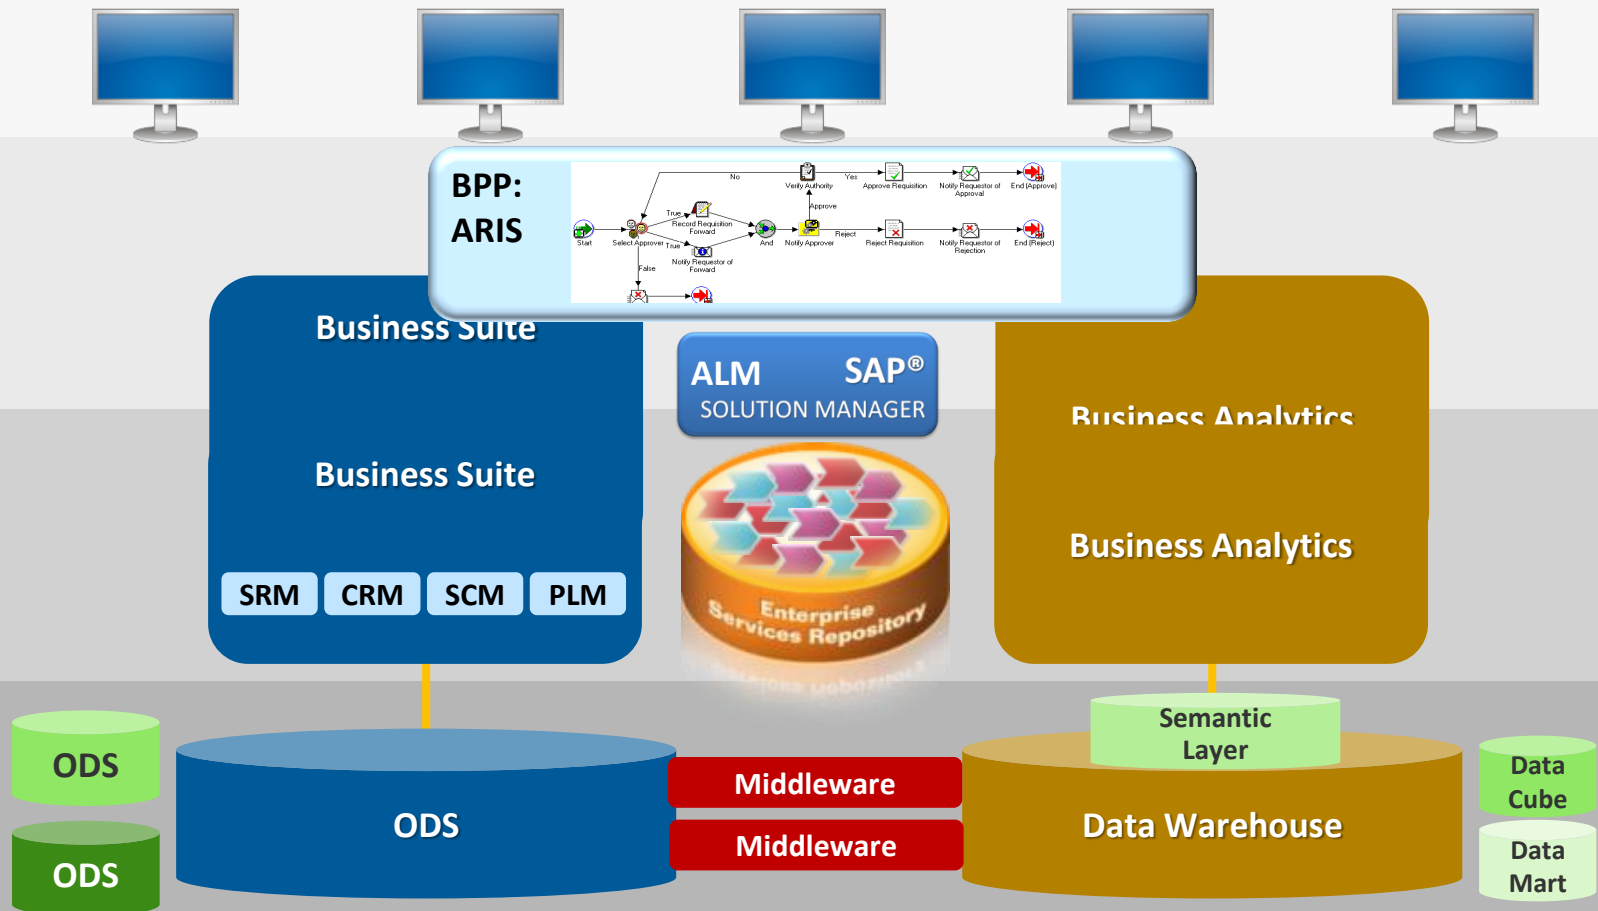 BPP:
ARIS
No
Verify Authority
Yes
Approve Requisition
Notify Requestor of
Approval
End (Approve)
Approve
True
Record Requisition
Forward
Start
Select Approver
True
And
Notify Approver
Reject
Reject Requisition
Notify Requestor of
Rejection
End (Reject)
Notify Requestor of
Forward
False
Business Suite
ALM SAP®
SOLUTION MANAGER
Business Analytics
Business Suite
Business Analytics
SRM CRM SCM PLM
Enterprise
Services Repository
Semantic
Layer
ODS
Middleware
Data
Cube
ODS
Data Warehouse
Middleware
ODS
Data
Mart